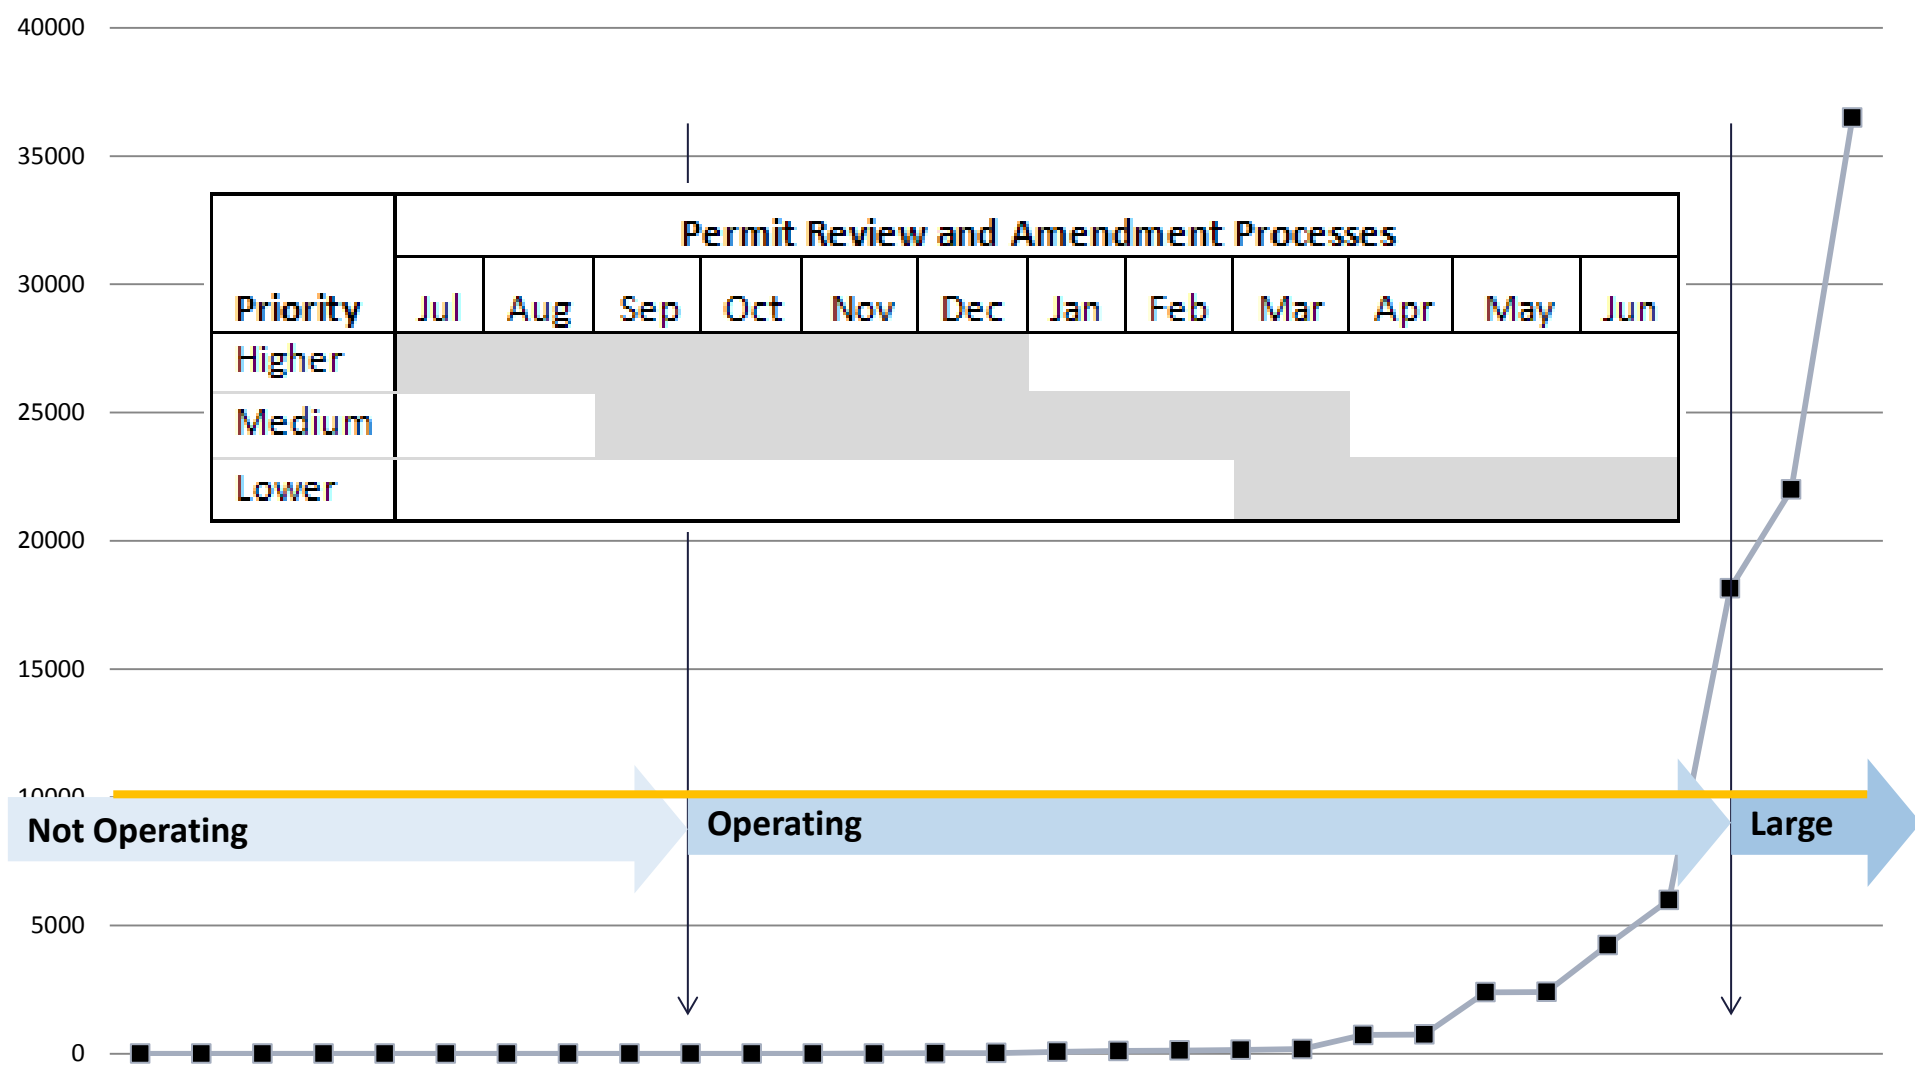 40000
35000
30000
25000
20000
15000
10000
5000
0
Permit Review and Amendment Processes
Priority Jul Aug Sep Oct Nov Dec Jan Feb Mar Apr May Jun
Higher
Medium
Lower
Not Operating
Operating
Large